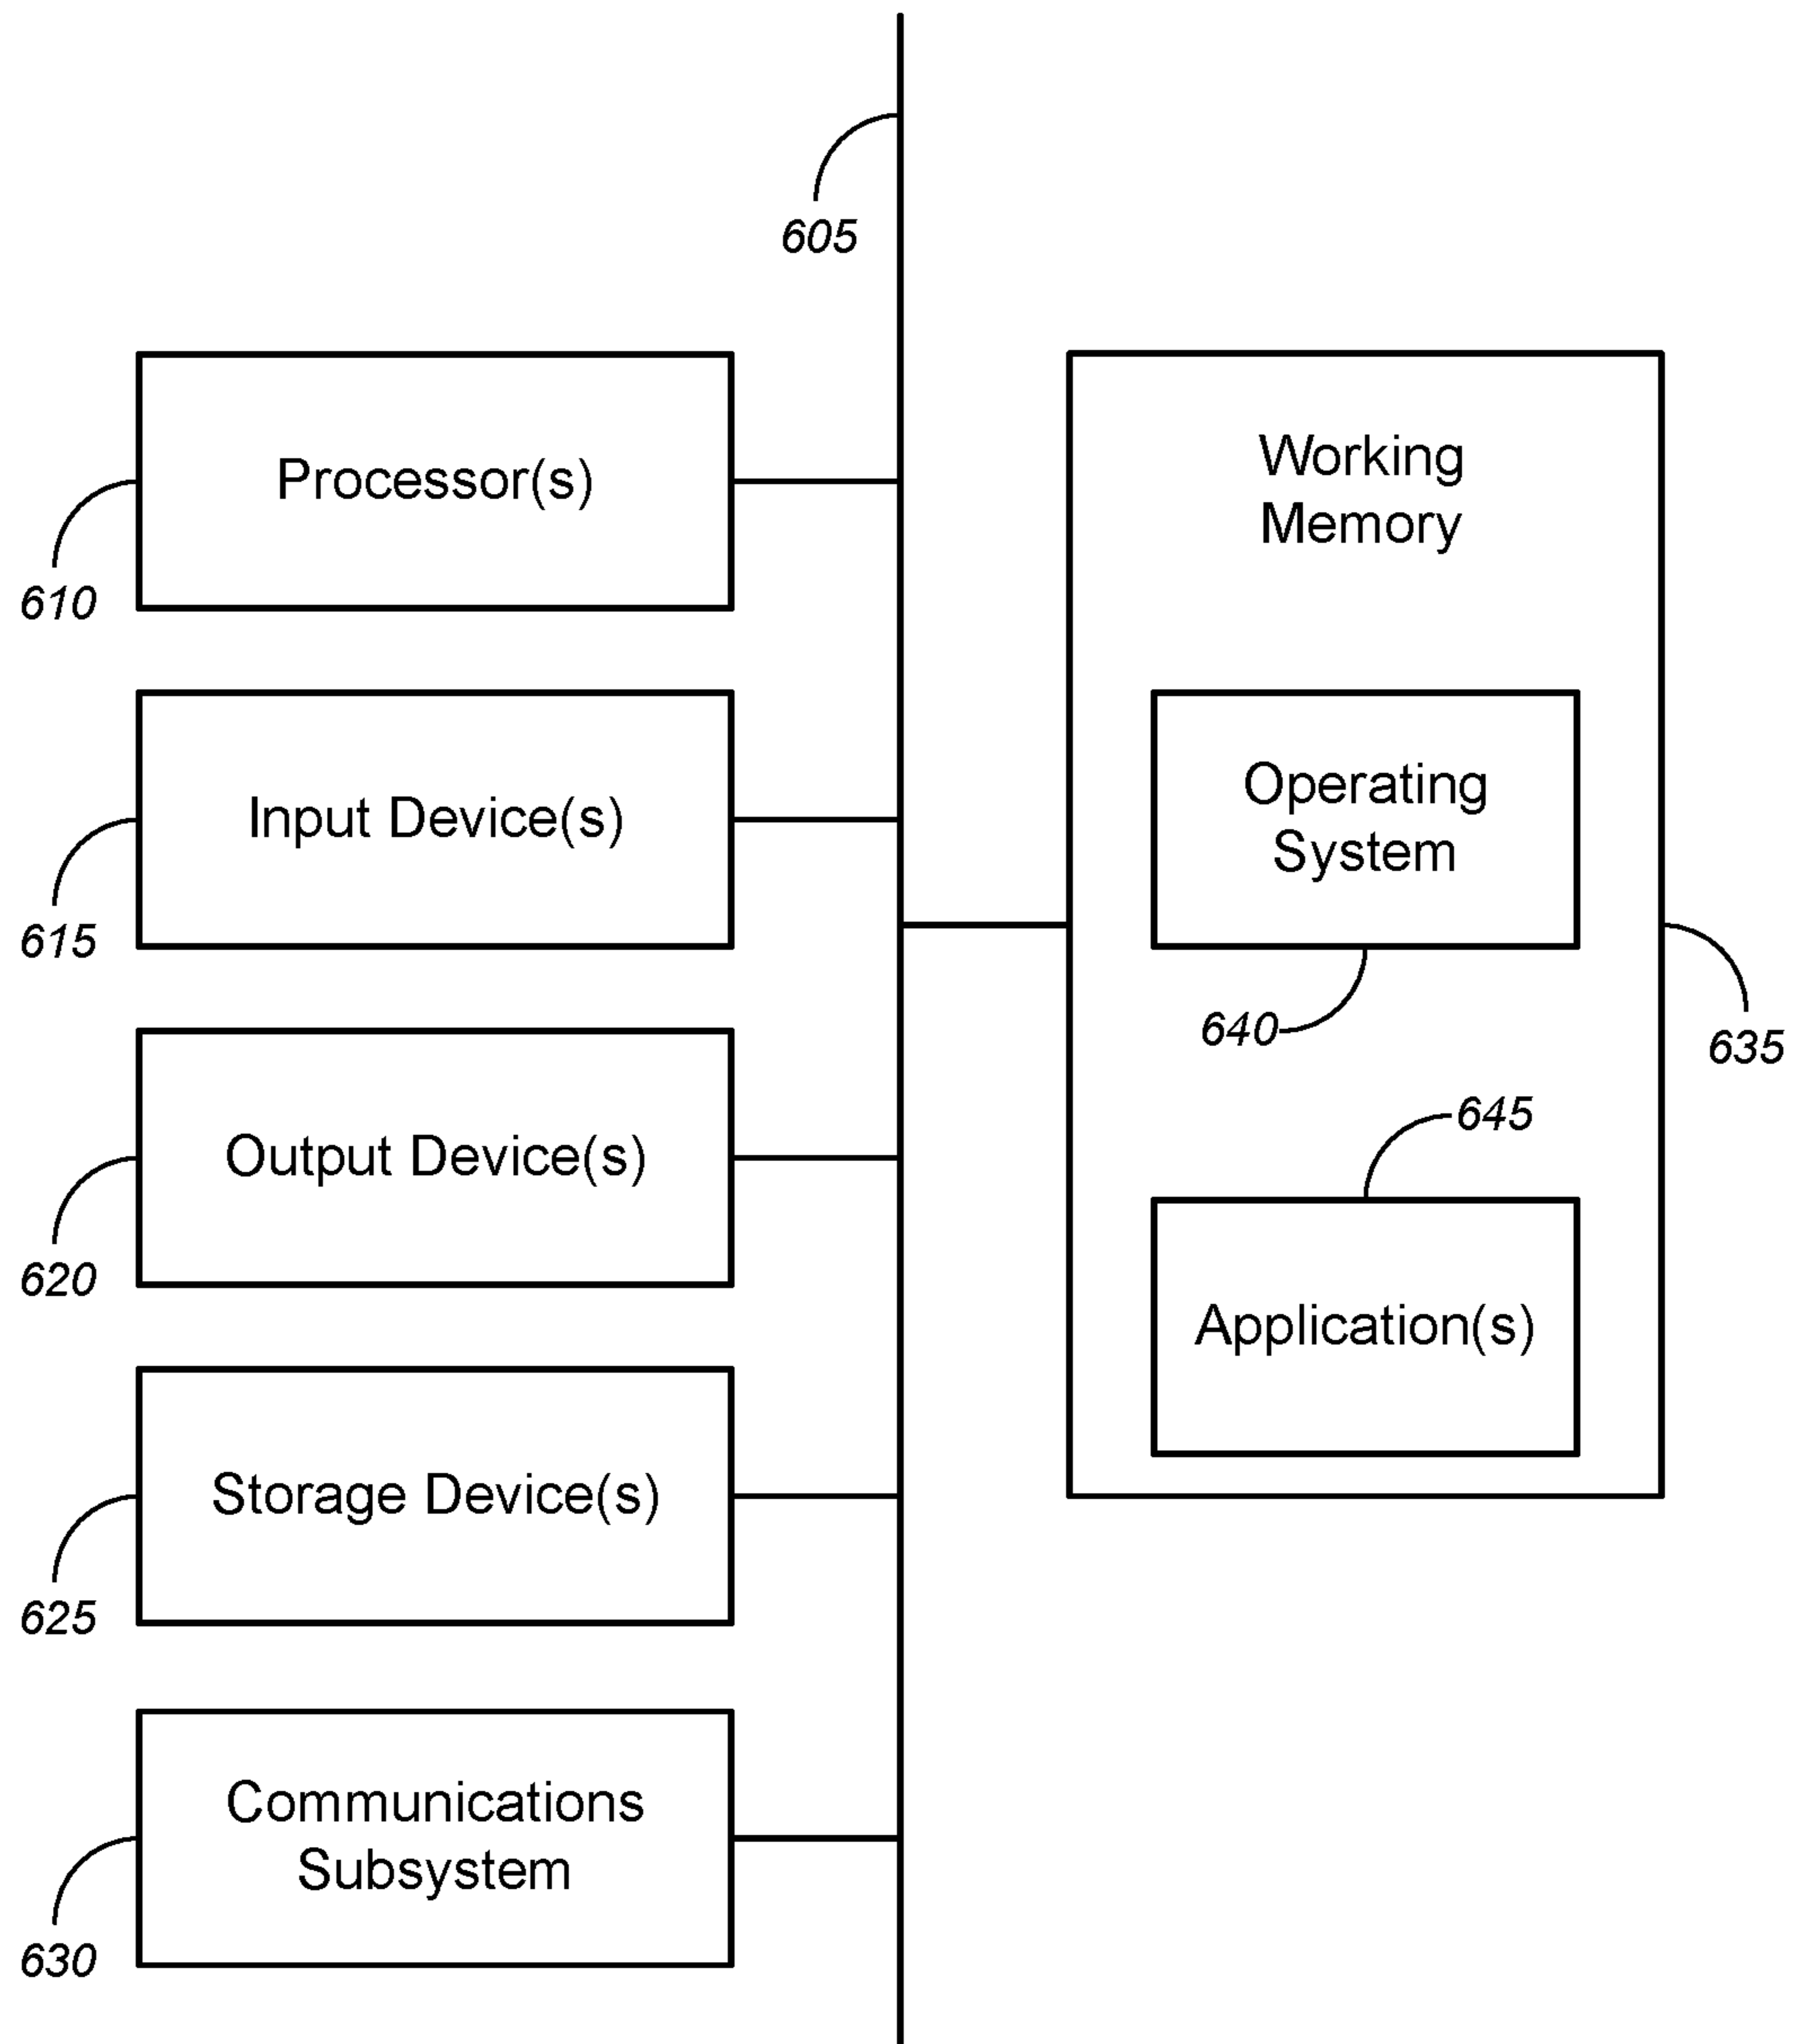 605
Processor(s)
610
Input Device(s)
615
Output Device(s)
620
Storage Device(s)
625
Communications
Subsystem
630
Working
Memory
Operating
System
640
635
645
Application(s)